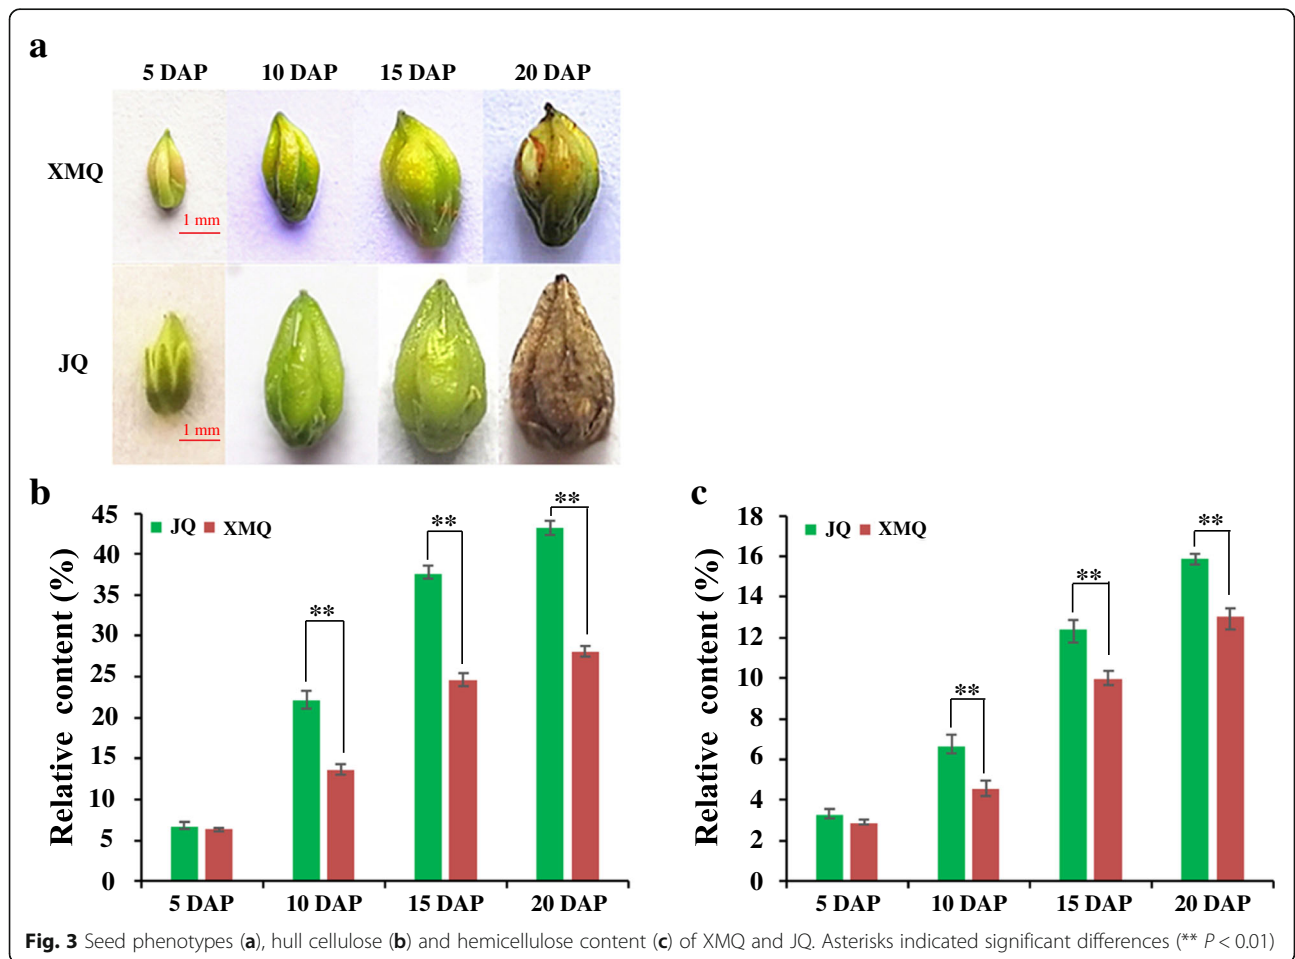 a
5 DAP 10 DAP 15 DAP 20 DAP
XMQ
1 mm
JQ
1 mm
b
Relative content (%)
45
40
35
30
25
20
15
10
5
0
JQ XMQ
**
**
**
5 DAP 10 DAP 15 DAP 20 DAP
c
Relative content (%)
18
16
14
12
10
8
6
4
2
0
JQ XMQ
**
**
**
5 DAP 10 DAP 15 DAP 20 DAP
Fig. 3 Seed phenotypes (a), hull cellulose (b) and hemicellulose content (c) of XMQ and JQ. Asterisks indicated significant differences (** P < 0.01)